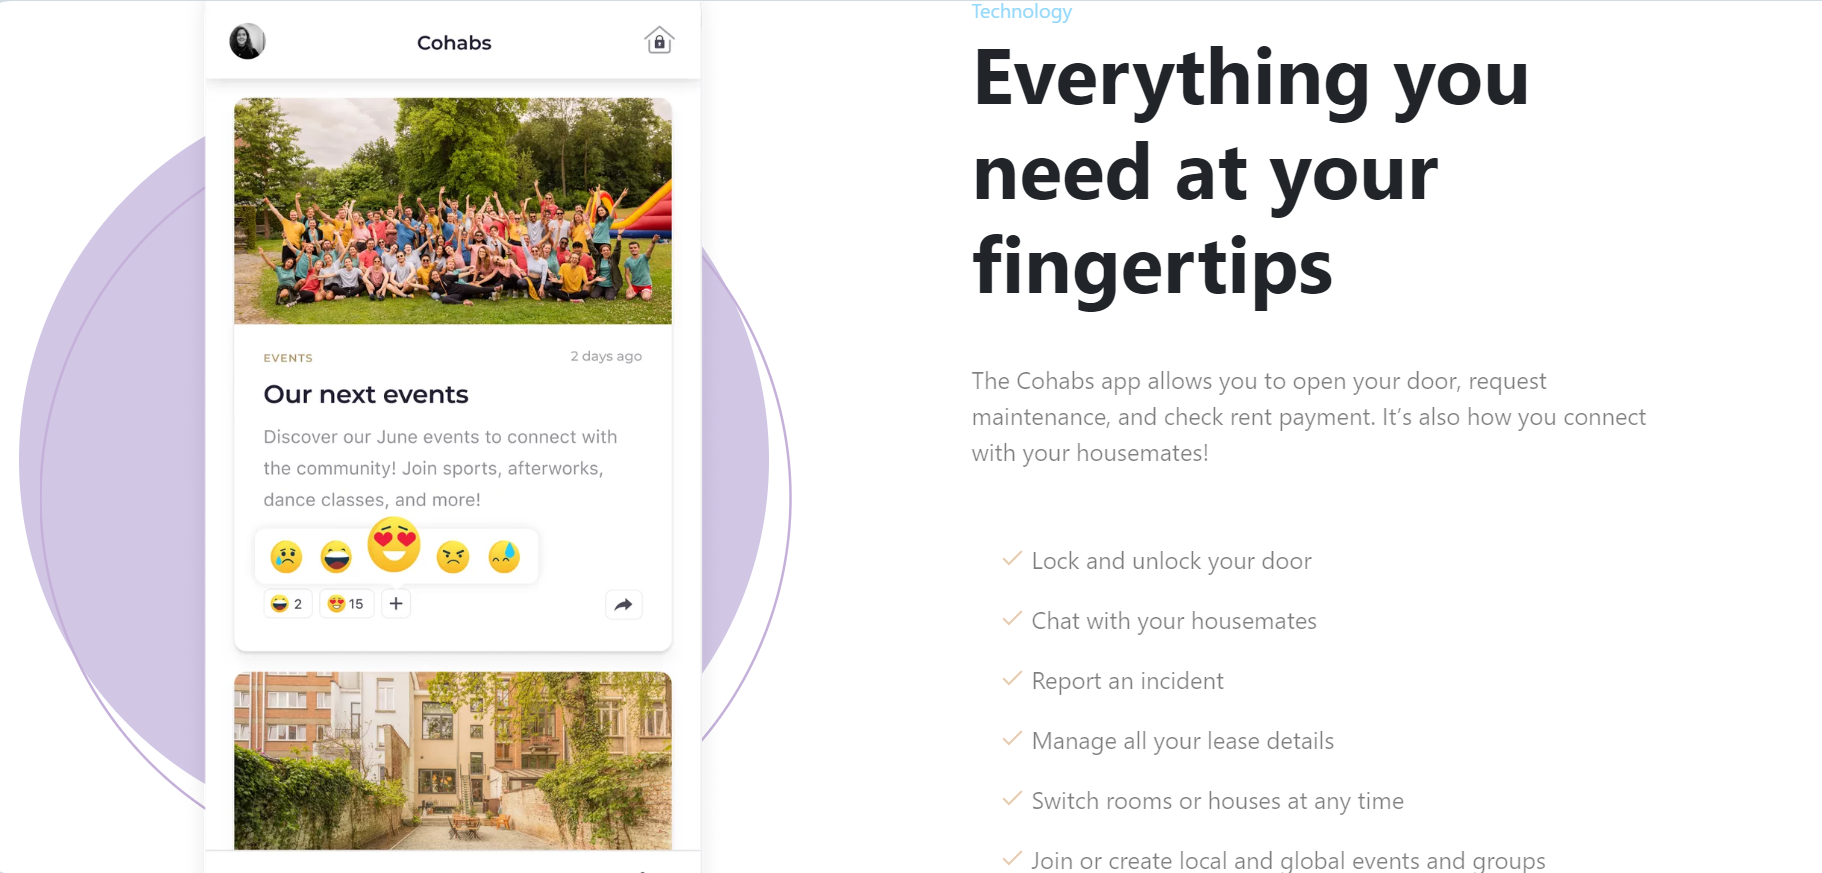 Cohabs
EVENTS
2 days ago
Our next events
Discover our June events to connect with
the community! Join sports, afterworks,
dance classes, and more!
2
15
Technology
Everything you
need at your
fingertips
The Cohabs app allows you to open your door, request
maintenance, and check rent payment. It’s also how you connect
with your housemates!
Lock and unlock your door
Chat with your housemates
Report an incident
Manage all your lease details
Switch rooms or houses at any time
Join or create local and global events and groups